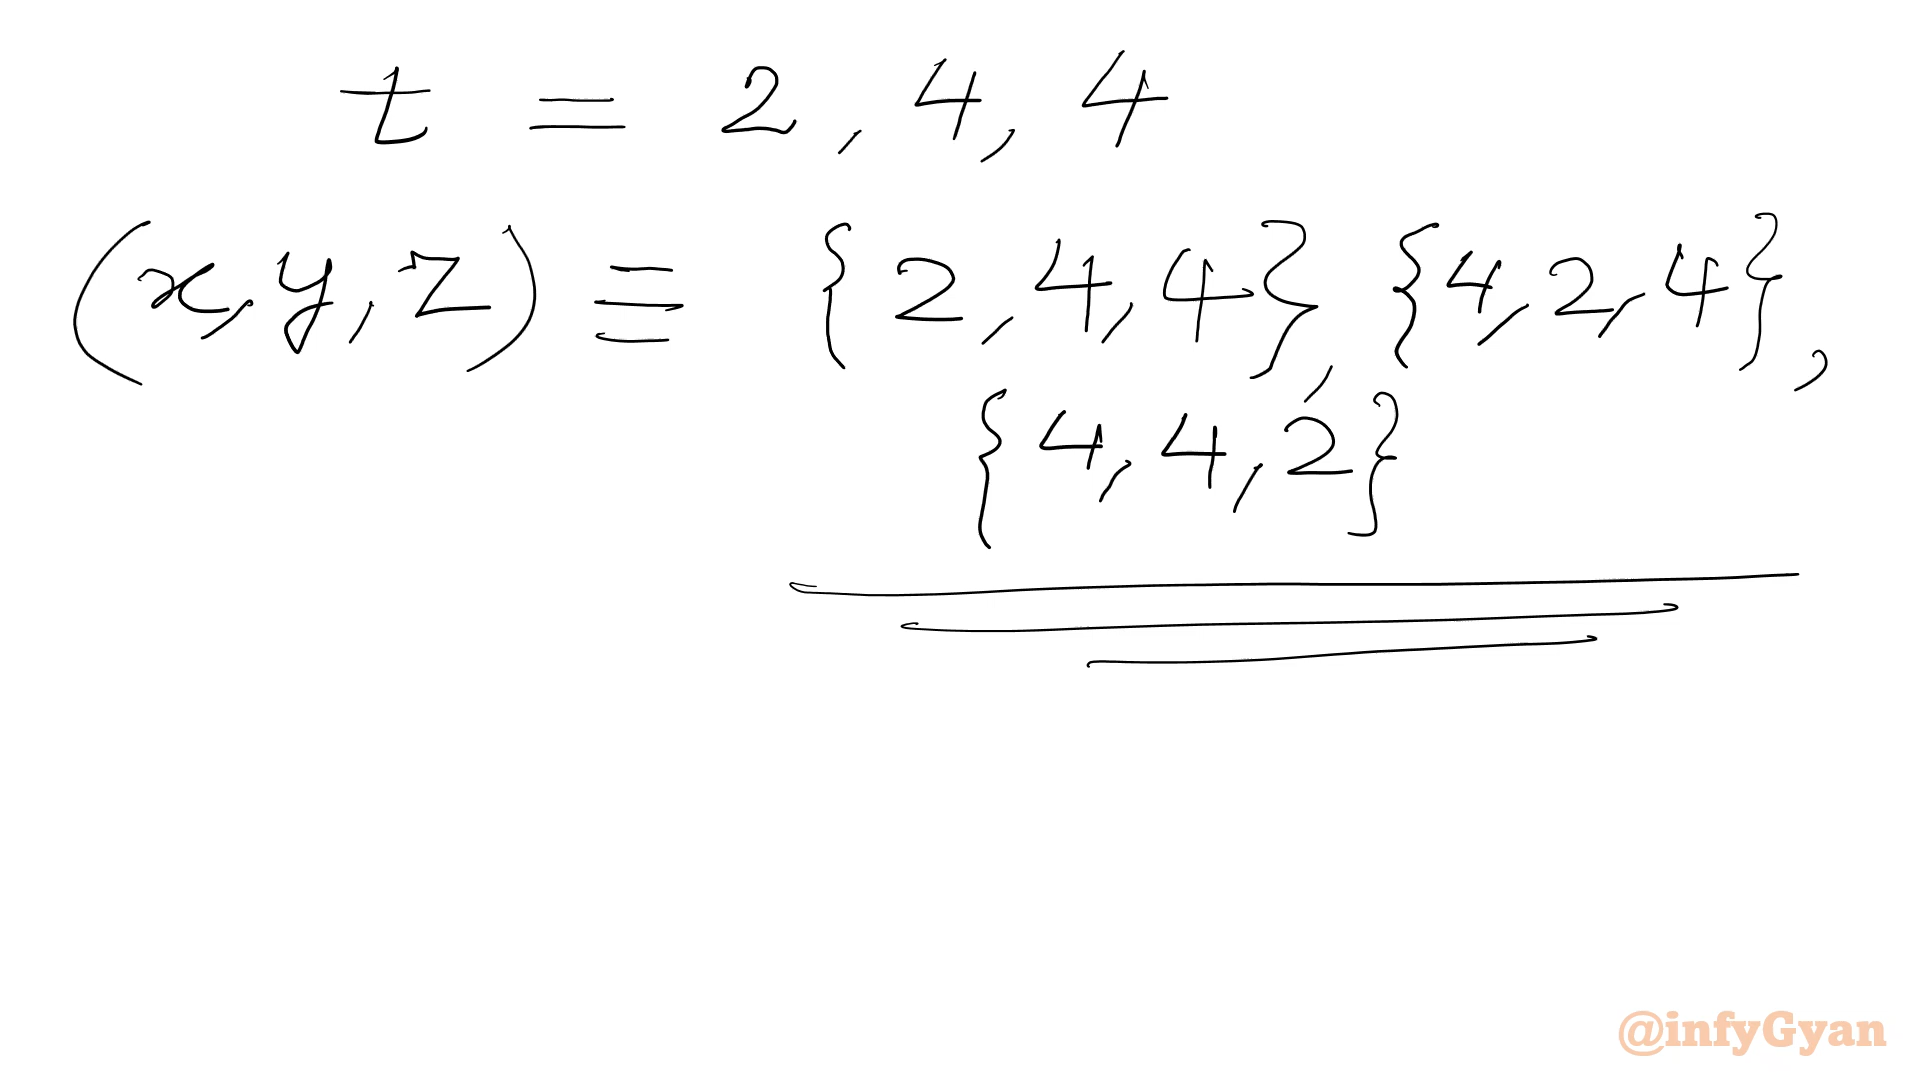 t = 2, 4, 4
(x, y, z) ≡ {2, 4, 4}, {4, 2, 4},
{4, 4, 2}
@infyGyan